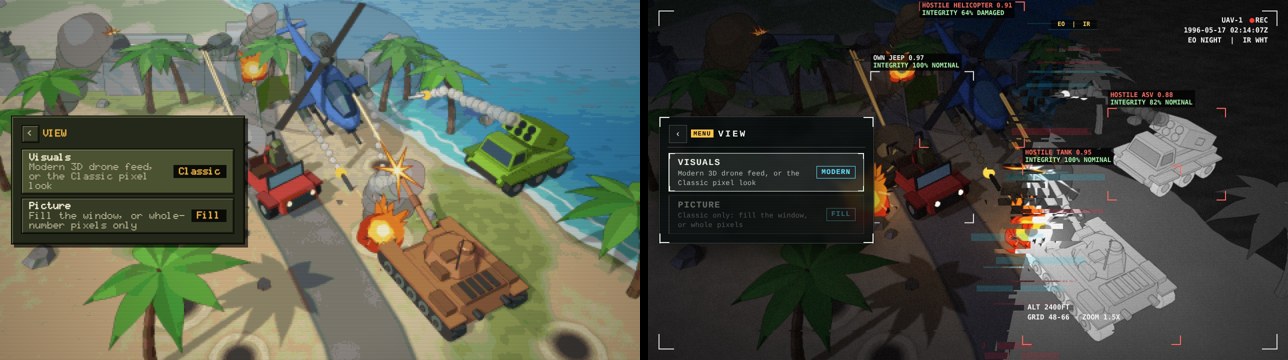 ‹ VIEW
Visuals
Modern 3D drone feed,
or the Classic pixel
look
Classic
Picture
Fill the window, or whole-
number pixels only
Fill
HOSTILE HELICOPTER 0.91
INTEGRITY 64% DAMAGED
EO | IR
UAV-1 REC
1996-05-17 02:14:07Z
EO NIGHT | IR WHT
OWN JEEP 0.97
INTEGRITY 100% NOMINAL
HOSTILE ASV 0.88
INTEGRITY 82% NOMINAL
HOSTILE TANK 0.95
INTEGRITY 100% NOMINAL
‹ MENU VIEW
VISUALS
Modern 3D drone feed, or the
Classic pixel look
MODERN
PICTURE
Classic only: fill the window,
or whole pixels
FILL
ALT 2400FT
GRID 48-66 / ZOOM 1.5X